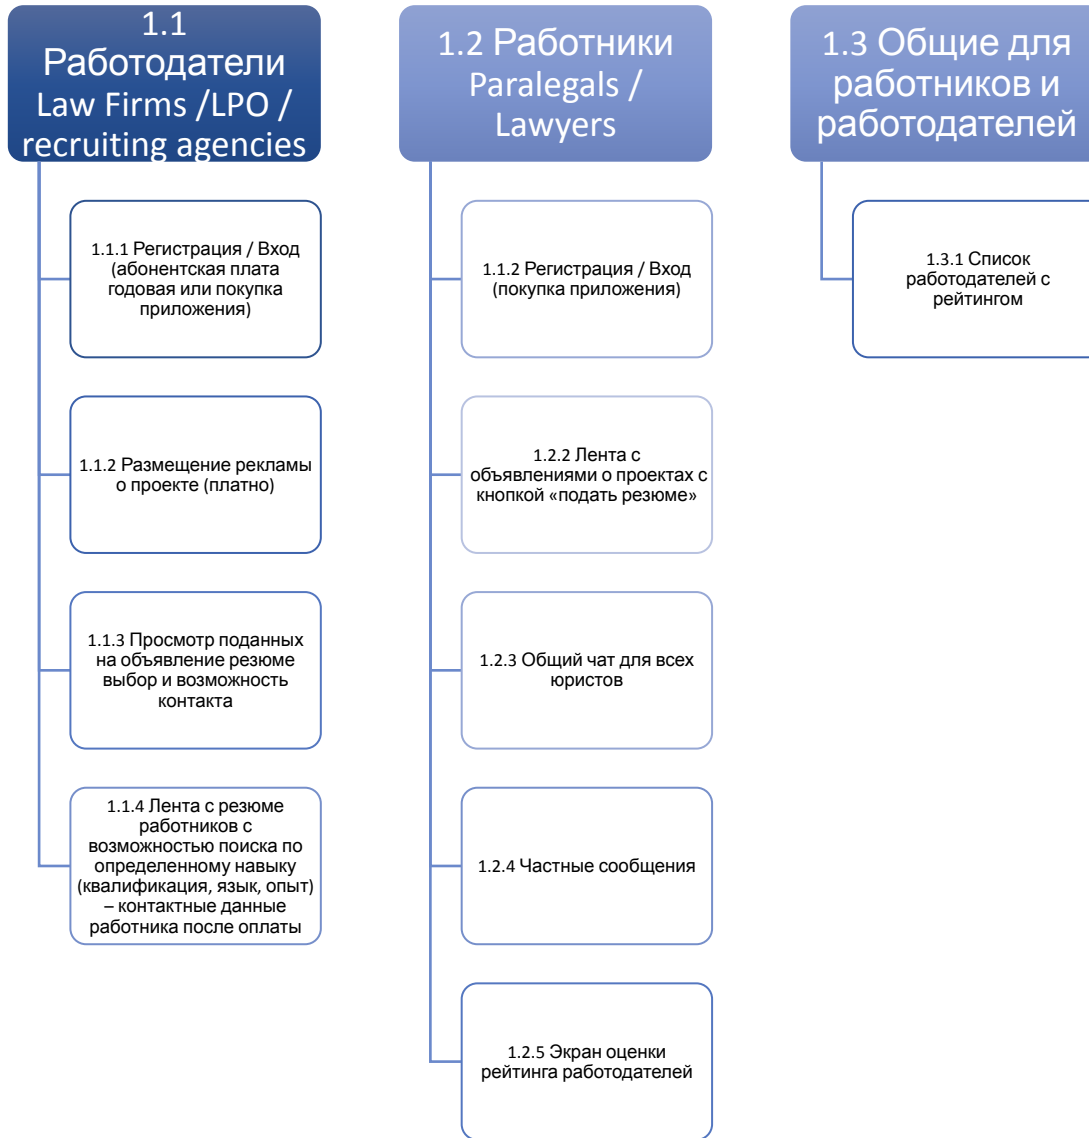 1.1
Работодатели
Law Firms /LPO /
recruiting agencies
1.1.1 Регистрация / Вход
(абонентская плата
годовая или покупка
приложения)
1.1.2 Размещение рекламы
о проекте (платно)
1.1.3 Просмотр поданных
на объявление резюме
выбор и возможность
контакта
1.1.4 Лента с резюме
работников с
возможностью поиска по
определенному навыку
(квалификация, язык, опыт)
– контактные данные
работника после оплаты
1.2 Работники
Paralegals /
Lawyers
1.1.2 Регистрация / Вход
(покупка приложения)
1.2.2 Лента с
объявлениями о проектах с
кнопкой «подать резюме»
1.2.3 Общий чат для всех
юристов
1.2.4 Частные сообщения
1.2.5 Экран оценки
рейтинга работодателей
1.3 Общие для
работников и
работодателей
1.3.1 Список
работодателей с
рейтингом